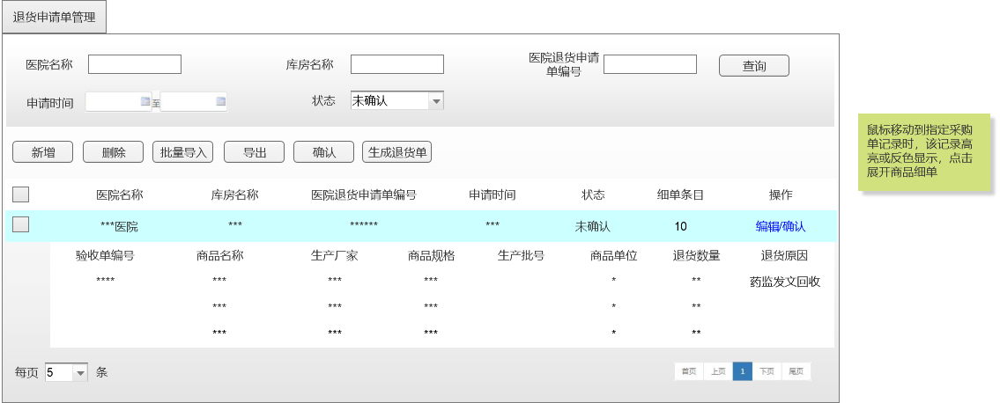 退货申请单管理
医院名称
库房名称
医院退货申请
单编号
查询
申请时间
至
状态
未确认
新增
删除
批量导入
导出
确认
生成退货单
医院名称 库房名称 医院退货申请单编号 申请时间 状态 细单条目 操作
***医院 *** ****** *** 未确认 10 编辑/确认
验收单编号 商品名称 生产厂家 商品规格 生产批号 商品单位 退货数量 退货原因
**** *** *** *** * ** 药监发文回收
*** *** *** * **
*** *** *** * **
每页 5 条
首页 上页 1 下页 尾页
鼠标移动到指定采购
单记录时，该记录高
亮或反色显示，点击
展开商品细单